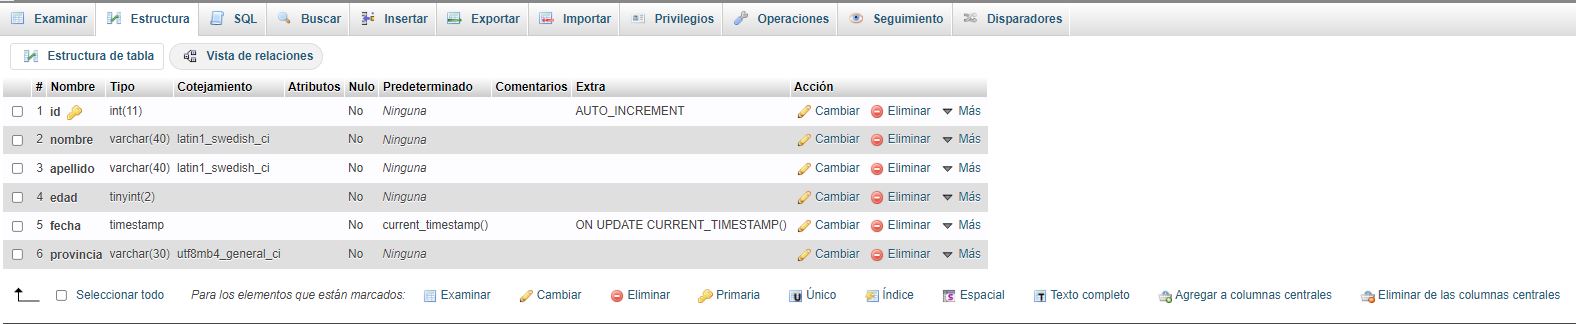 Examinar Estructura SQL Buscar Insertar Exportar Importar Privilegios Operaciones Seguimiento Disparadores
Estructura de tabla Vista de relaciones
# Nombre Tipo Cotejamiento Atributos Nulo Predeterminado Comentarios Extra Acción
1 id int(11) No Ninguna AUTO_INCREMENT Cambiar Eliminar Más
2 nombre varchar(40) latin1_swedish_ci No Ninguna Cambiar Eliminar Más
3 apellido varchar(40) latin1_swedish_ci No Ninguna Cambiar Eliminar Más
4 edad tinyint(2) No Ninguna Cambiar Eliminar Más
5 fecha timestamp No current_timestamp() ON UPDATE CURRENT_TIMESTAMP() Cambiar Eliminar Más
6 provincia varchar(30) utf8mb4_general_ci No Ninguna Cambiar Eliminar Más
Seleccionar todo Para los elementos que están marcados: Examinar Cambiar Eliminar Primaria Único Índice Espacial Texto completo Agregar a columnas centrales Eliminar de las columnas centrales